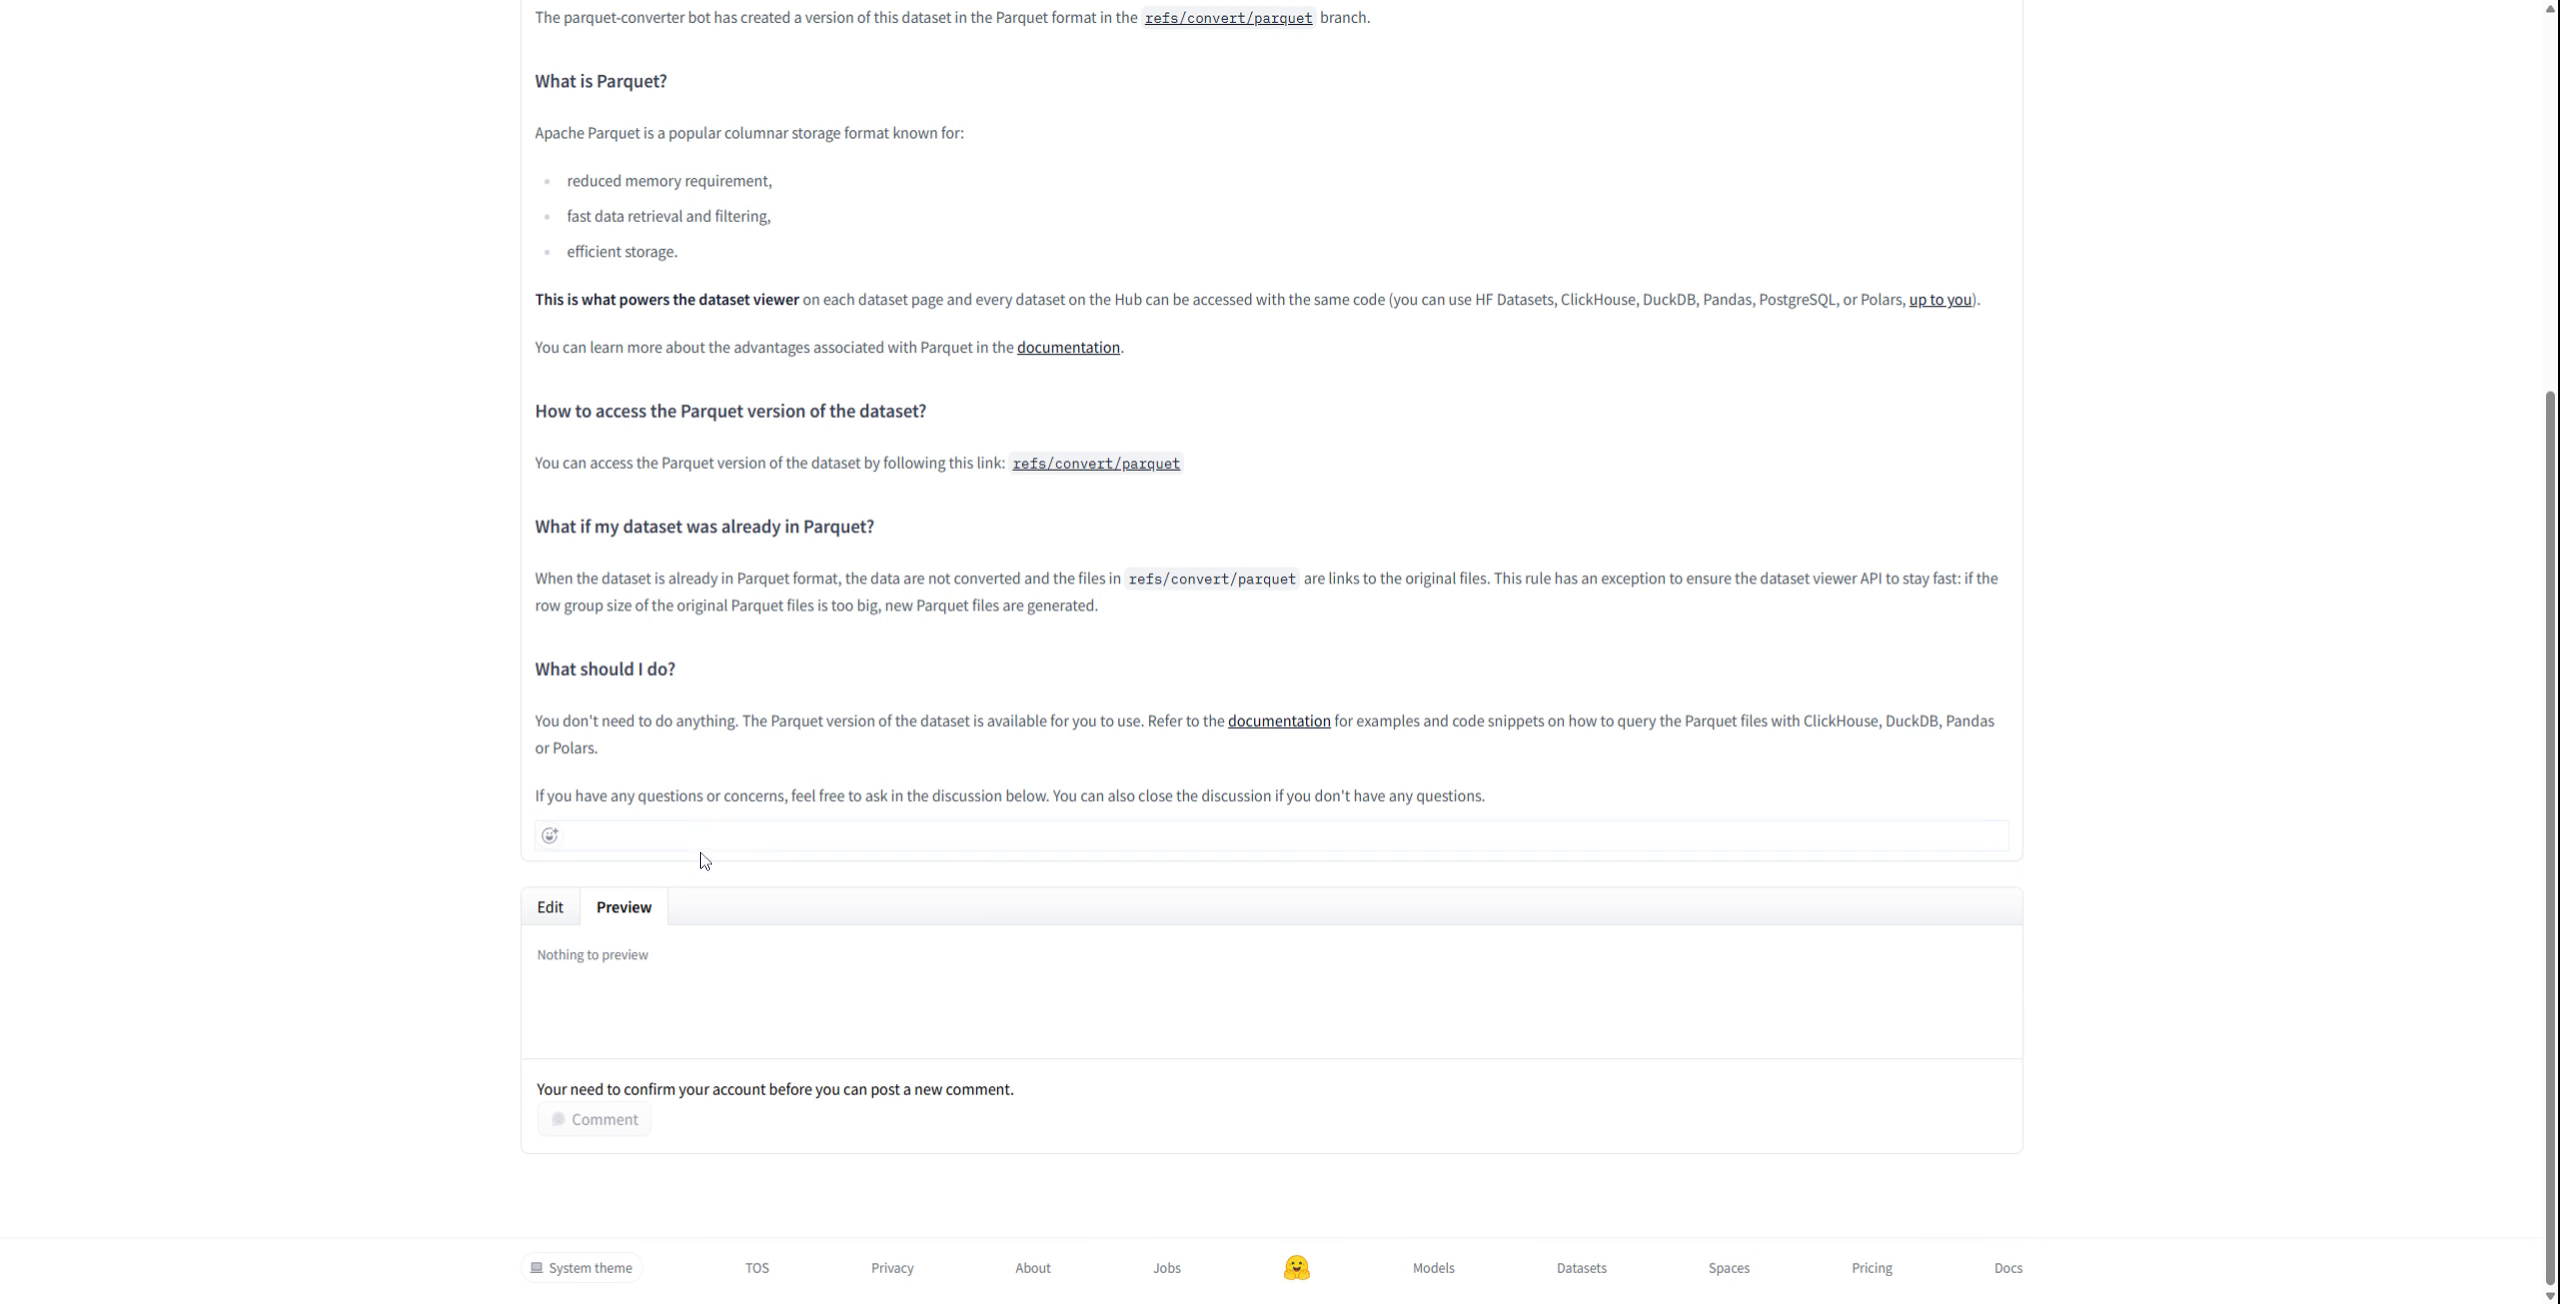 The parquet-converter bot has created a version of this dataset in the Parquet format in the refs/convert/parquet branch.
What is Parquet?
Apache Parquet is a popular columnar storage format known for:
reduced memory requirement,
fast data retrieval and filtering,
efficient storage.
This is what powers the dataset viewer on each dataset page and every dataset on the Hub can be accessed with the same code (you can use HF Datasets, ClickHouse, DuckDB, Pandas, PostgreSQL, or Polars, up to you).
You can learn more about the advantages associated with Parquet in the documentation.
How to access the Parquet version of the dataset?
You can access the Parquet version of the dataset by following this link: refs/convert/parquet
What if my dataset was already in Parquet?
When the dataset is already in Parquet format, the data are not converted and the files in refs/convert/parquet are links to the original files. This rule has an exception to ensure the dataset viewer API to stay fast: if the
row group size of the original Parquet files is too big, new Parquet files are generated.
What should I do?
You don't need to do anything. The Parquet version of the dataset is available for you to use. Refer to the documentation for examples and code snippets on how to query the Parquet files with ClickHouse, DuckDB, Pandas
or Polars.
If you have any questions or concerns, feel free to ask in the discussion below. You can also close the discussion if you don't have any questions.
Edit Preview
Nothing to preview
Your need to confirm your account before you can post a new comment.
Comment
System theme TOS Privacy About Jobs Models Datasets Spaces Pricing Docs